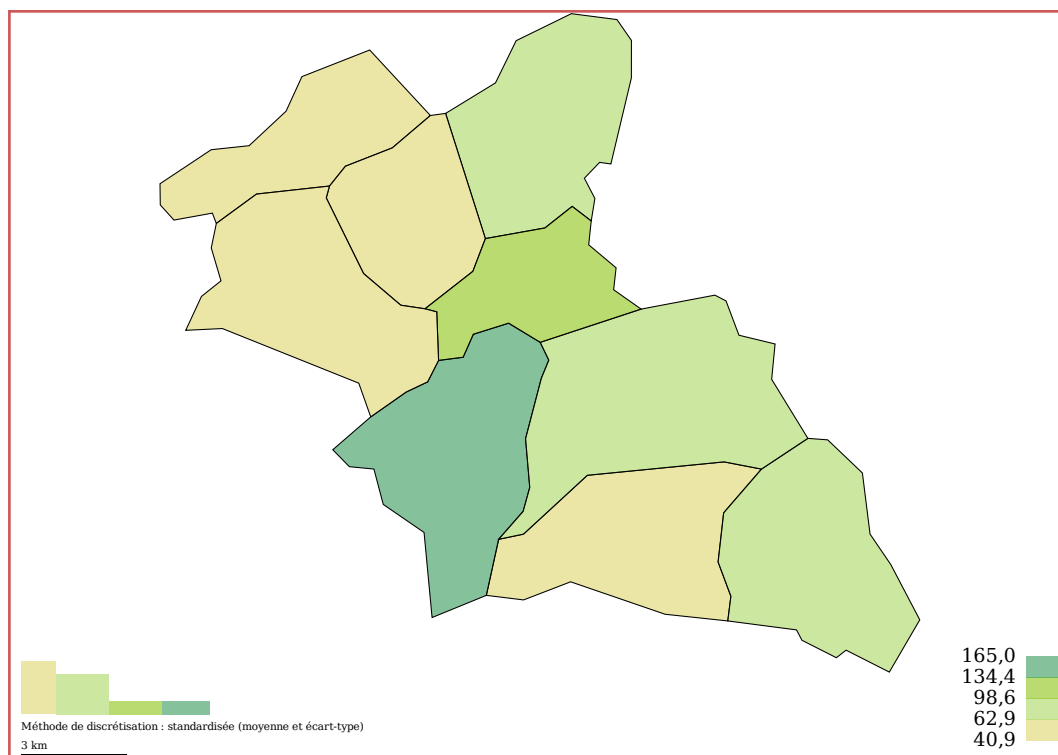 165,0
134,4
98,6
62,9
40,9
Méthode de discrétisation : standardisée (moyenne et écart-type)
3 km